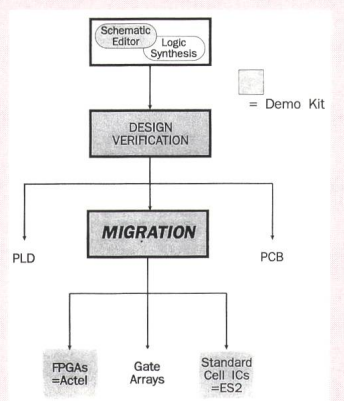 Schematic
Editor
Logic
Synthesis
= Demo Kit
DESIGN
VERIFICATION
MIGRATION
PLD
PCB
FPGAs
=Actel
Gate
Arrays
Standard
Cell ICs
=ES2